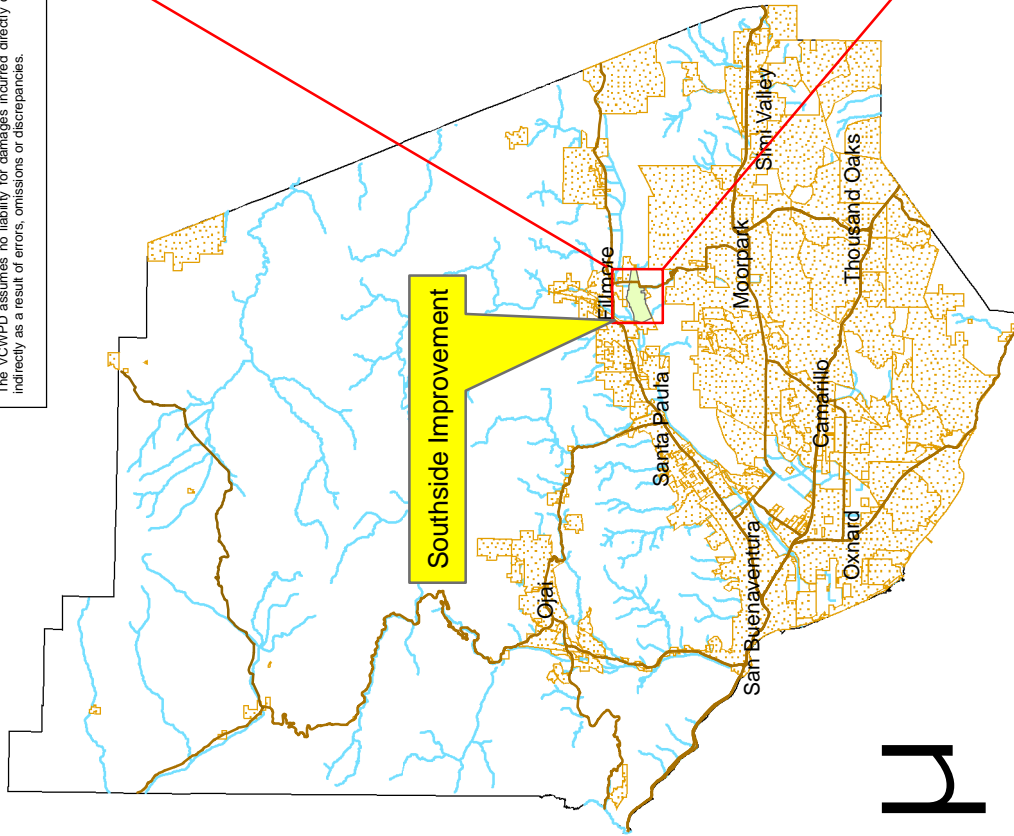 The VCWPD assumes no liability for damages incurred directly
indirectly as a result of errors, omissions or discrepancies.
Southside Improvement
Fillmore
Simi Valley
Moorpark
Thousand Oaks
Santa Paula
Camarillo
Ojai
Oxnard
San Buenaventura
µ